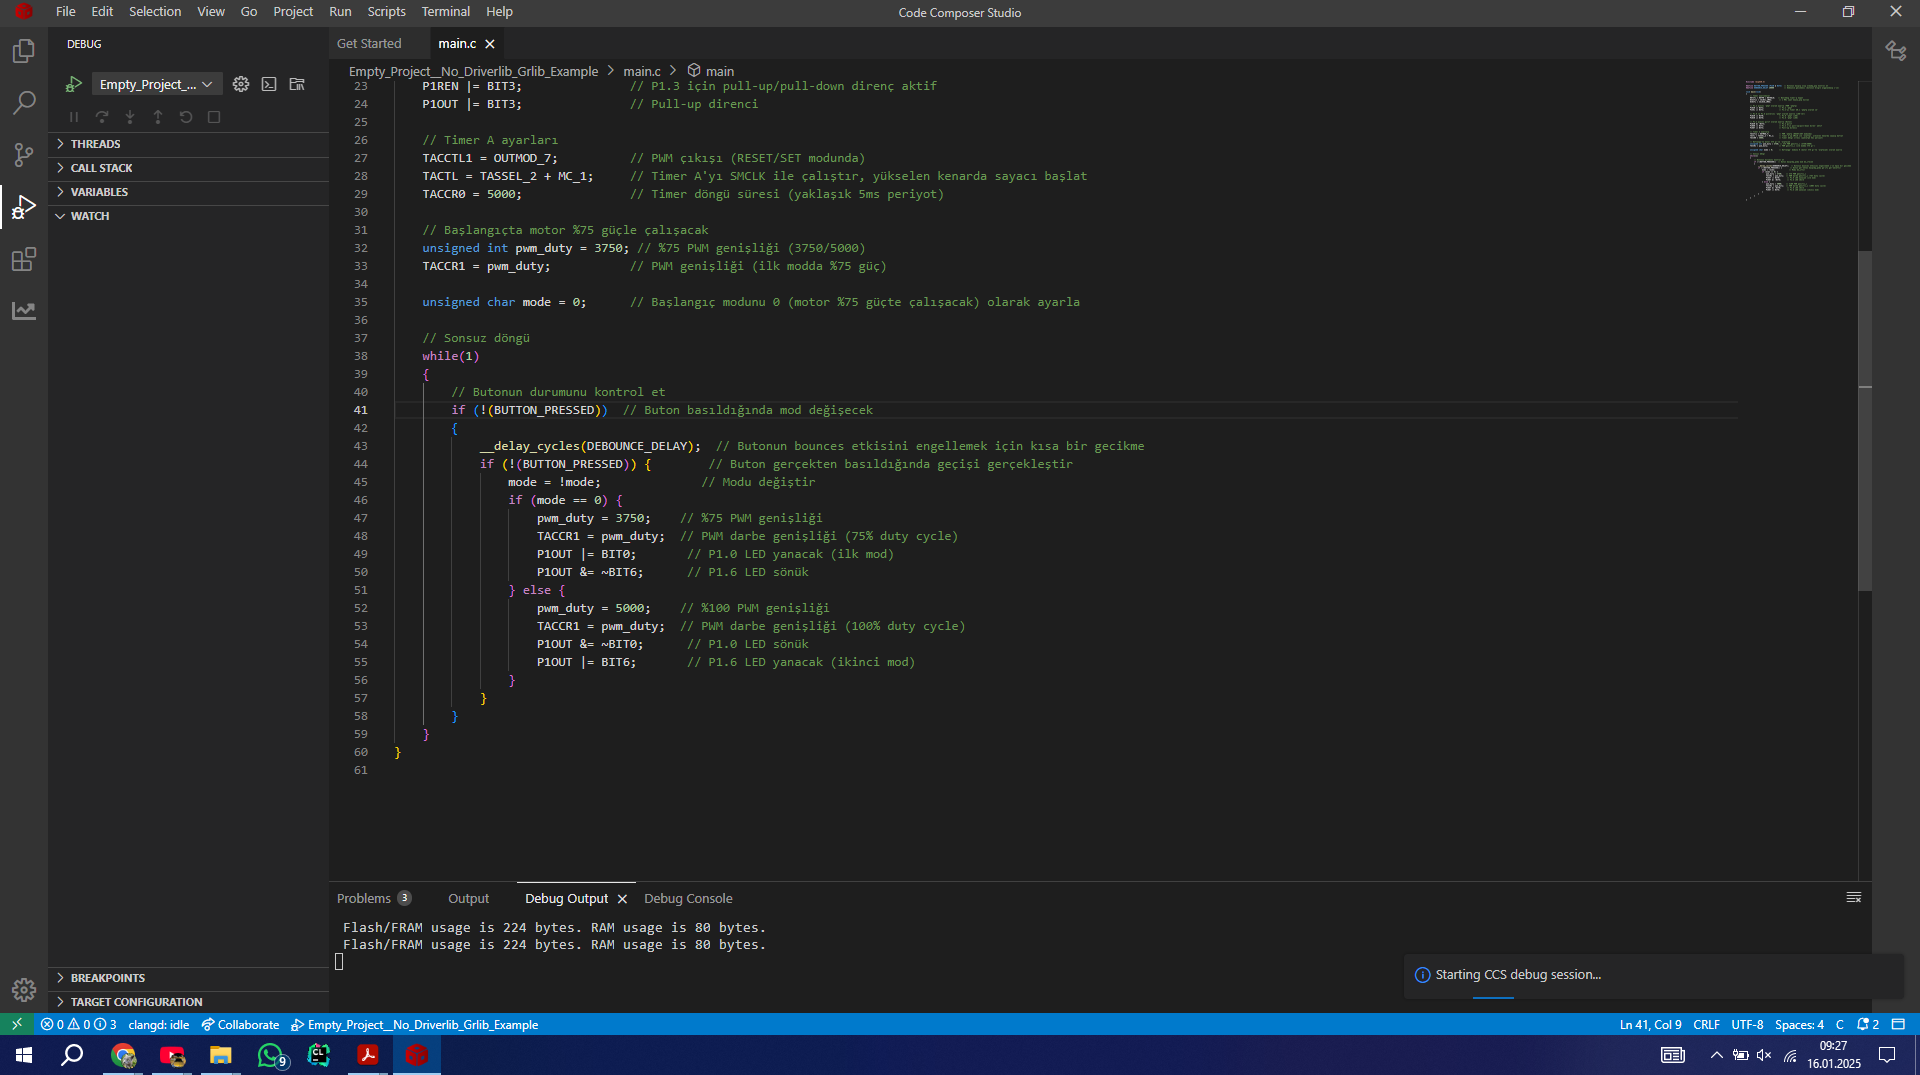 File Edit Selection View Go Project Run Scripts Terminal Help
Code Composer Studio
DEBUG
Get Started
main.c
Empty_Project_...
Empty_Project__No_Driverlib_Grlib_Example > main.c > main
THREADS
CALL STACK
VARIABLES
WATCH
23 P1REN |= BIT3; // P1.3 için pull-up/pull-down direnç aktif
24 P1OUT |= BIT3; // Pull-up direnci
25
26 // Timer A ayarları
27 TACCTL1 = OUTMOD_7; // PWM çıkışı (RESET/SET modunda)
28 TACTL = TASSEL_2 + MC_1; // Timer A'yı SMCLK ile çalıştır, yükselen kenarda sayacı başlat
29 TACCR0 = 5000; // Timer döngü süresi (yaklaşık 5ms periyot)
30
31 // Başlangıçta motor %75 güçle çalışacak
32 unsigned int pwm_duty = 3750; // %75 PWM genişliği (3750/5000)
33 TACCR1 = pwm_duty; // PWM genişliği (ilk modda %75 güç)
34
35 unsigned char mode = 0; // Başlangıç modunu 0 (motor %75 güçte çalışacak) olarak ayarla
36
37 // Sonsuz döngü
38 while(1)
39 {
40 // Butonun durumunu kontrol et
41 if (!(BUTTON_PRESSED)) // Buton basıldığında mod değişecek
42 {
43 __delay_cycles(DEBOUNCE_DELAY); // Butonun bounces etkisini engellemek için kısa bir gecikme
44 if (!(BUTTON_PRESSED)) { // Buton gerçekten basıldığında geçişi gerçekleştir
45 mode = !mode; // Modu değiştir
46 if (mode == 0) {
47 pwm_duty = 3750; // %75 PWM genişliği
48 TACCR1 = pwm_duty; // PWM darbe genişliği (75% duty cycle)
49 P1OUT |= BIT0; // P1.0 LED yanacak (ilk mod)
50 P1OUT &= ~BIT6; // P1.6 LED sönük
51 } else {
52 pwm_duty = 5000; // %100 PWM genişliği
53 TACCR1 = pwm_duty; // PWM darbe genişliği (100% duty cycle)
54 P1OUT &= ~BIT0; // P1.0 LED sönük
55 P1OUT |= BIT6; // P1.6 LED yanacak (ikinci mod)
56 }
57 }
58 }
59 }
60 }
61
Problems 3 Output Debug Output Debug Console
Flash/FRAM usage is 224 bytes. RAM usage is 80 bytes.
Flash/FRAM usage is 224 bytes. RAM usage is 80 bytes.
BREAKPOINTS
TARGET CONFIGURATION
Starting CCS debug session...
0 0 3 clangd: idle Collaborate Empty_Project__No_Driverlib_Grlib_Example
Ln 41, Col 9 CRLF UTF-8 Spaces: 4 C 2
CL
9
09:27
16.01.2025